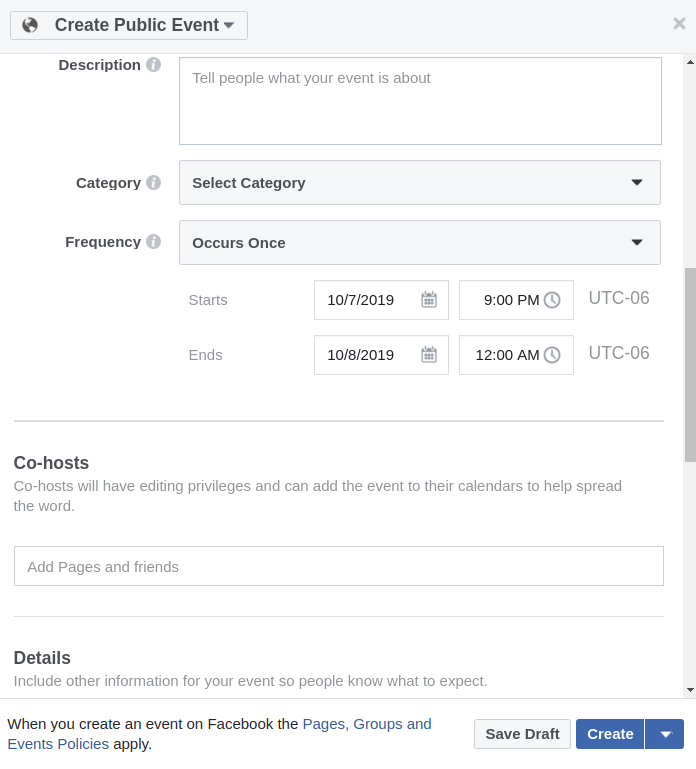 Create Public Event
Description
Tell people what your event is about
Category
Select Category
Frequency
Occurs Once
Starts 10/7/2019 9:00 PM UTC-06
Ends 10/8/2019 12:00 AM UTC-06
Co-hosts
Co-hosts will have editing privileges and can add the event to their calendars to help spread
the word.
Add Pages and friends
Details
Include other information for your event so people know what to expect.
When you create an event on Facebook the Pages, Groups and
Events Policies apply.
Save Draft
Create